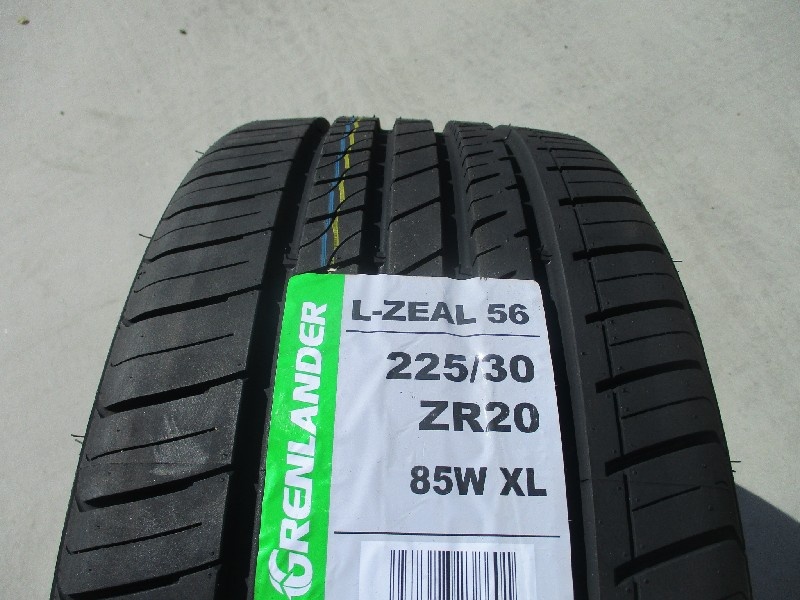 GRENLANDER
L-ZEAL 56
225/30
ZR20
85W XL